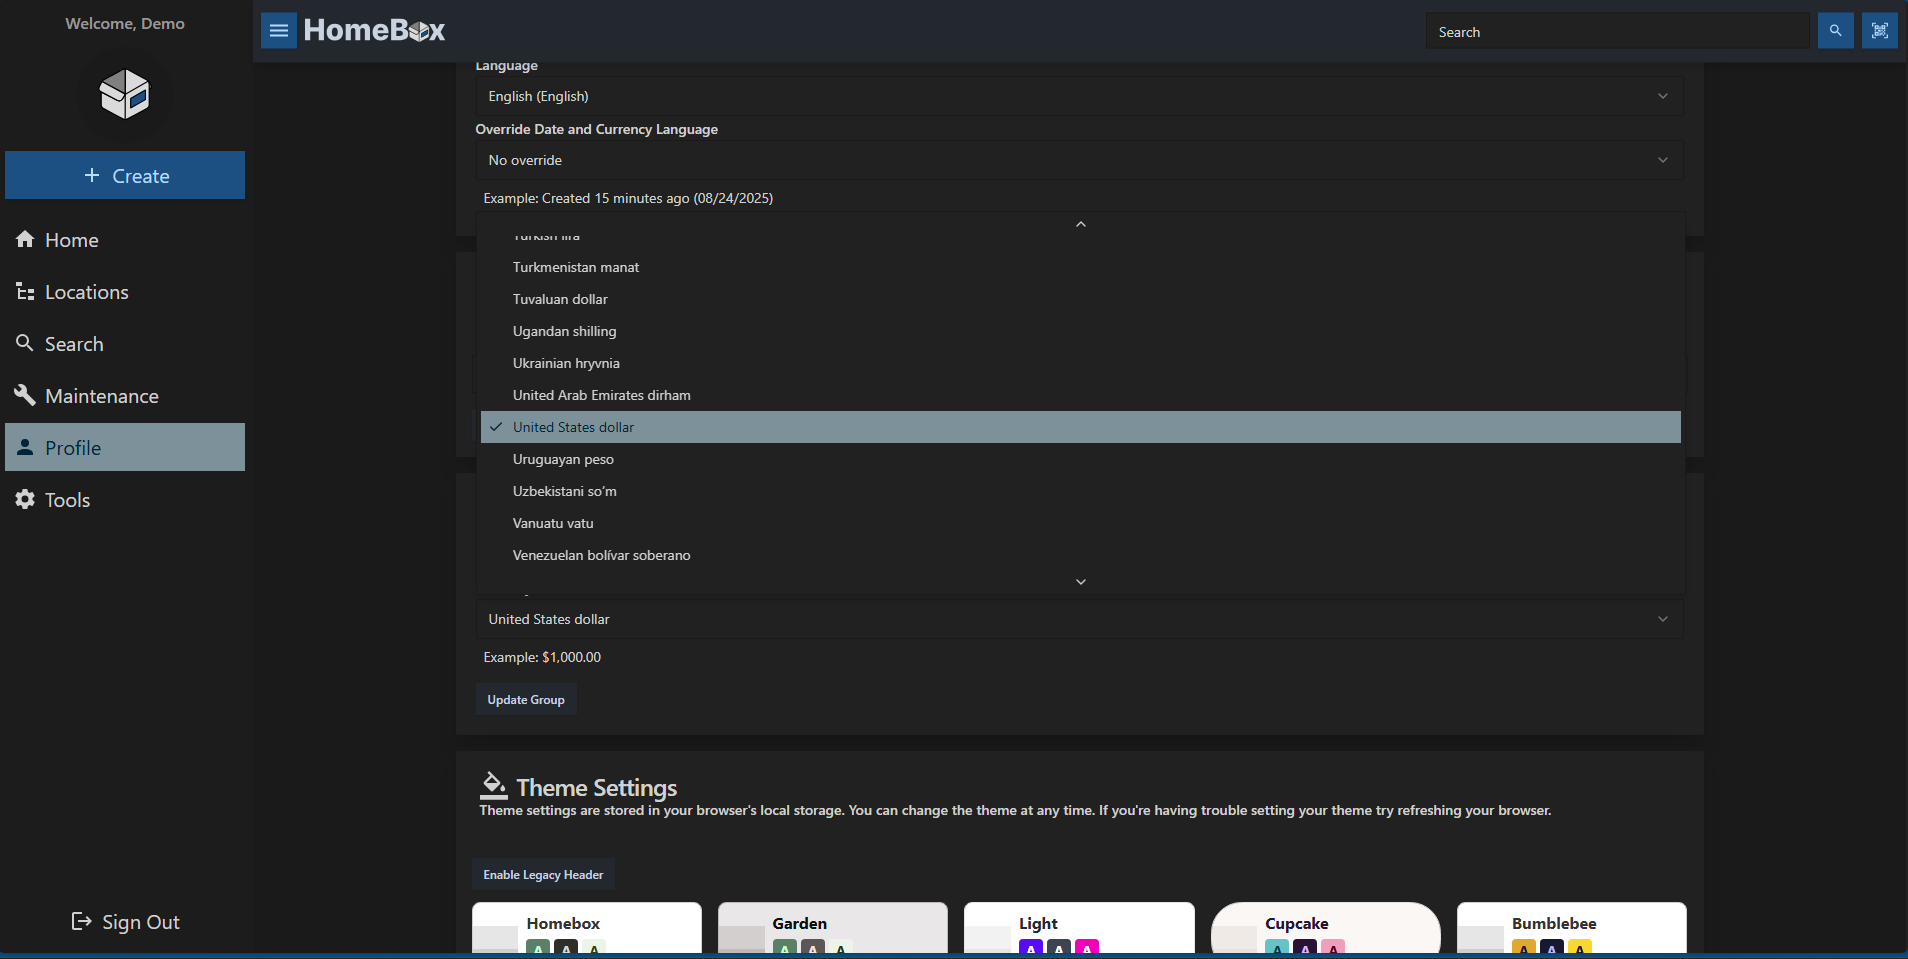 Welcome, Demo
Create
Home
Locations
Search
Maintenance
Profile
Tools
Sign Out
HomeBox
Search
Language
English (English)
Override Date and Currency Language
No override
Example: Created 15 minutes ago (08/24/2025)
Turkish lira
Turkmenistan manat
Tuvaluan dollar
Ugandan shilling
Ukrainian hryvnia
United Arab Emirates dirham
United States dollar
Uruguayan peso
Uzbekistani so‘m
Vanuatu vatu
Venezuelan bolívar soberano
United States dollar
Example: $1,000.00
Update Group
Theme Settings
Theme settings are stored in your browser's local storage. You can change the theme at any time. If you're having trouble setting your theme try refreshing your browser.
Enable Legacy Header
Homebox
A A A
Garden
A A A
Light
A A A
Cupcake
A A A
Bumblebee
A A A